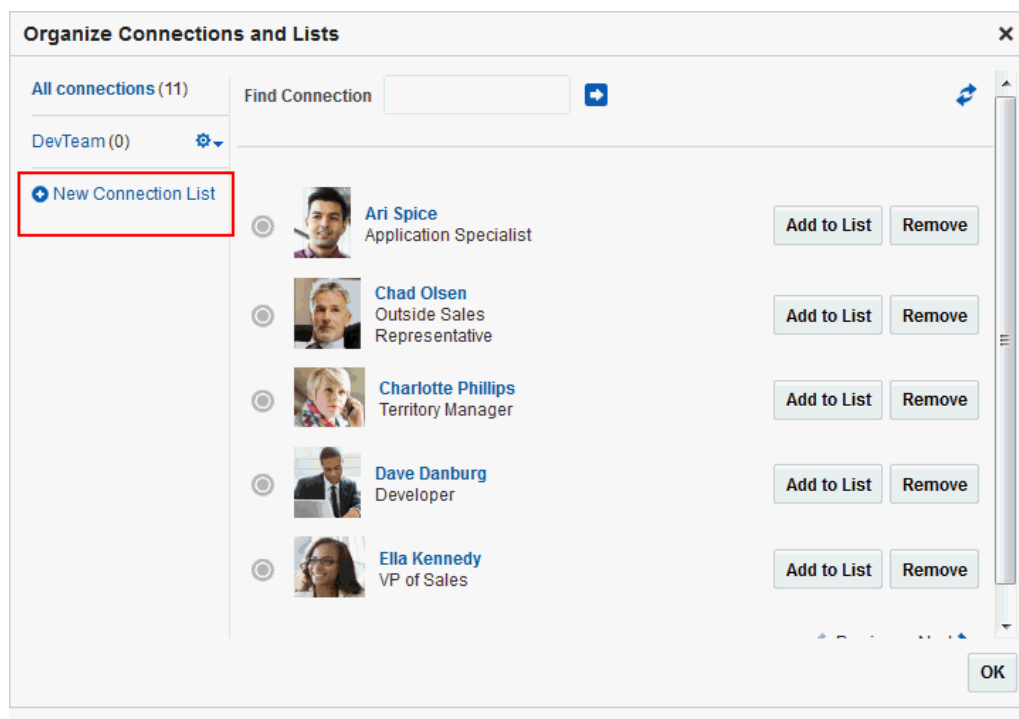 Organize Connections and Lists
All connections (11)
Find Connection
DevTeam (0)
New Connection List
Ari Spice
Application Specialist
Add to List
Remove
Chad Olsen
Outside Sales
Representative
Add to List
Remove
Charlotte Phillips
Territory Manager
Add to List
Remove
Dave Danburg
Developer
Add to List
Remove
Ella Kennedy
VP of Sales
Add to List
Remove
OK